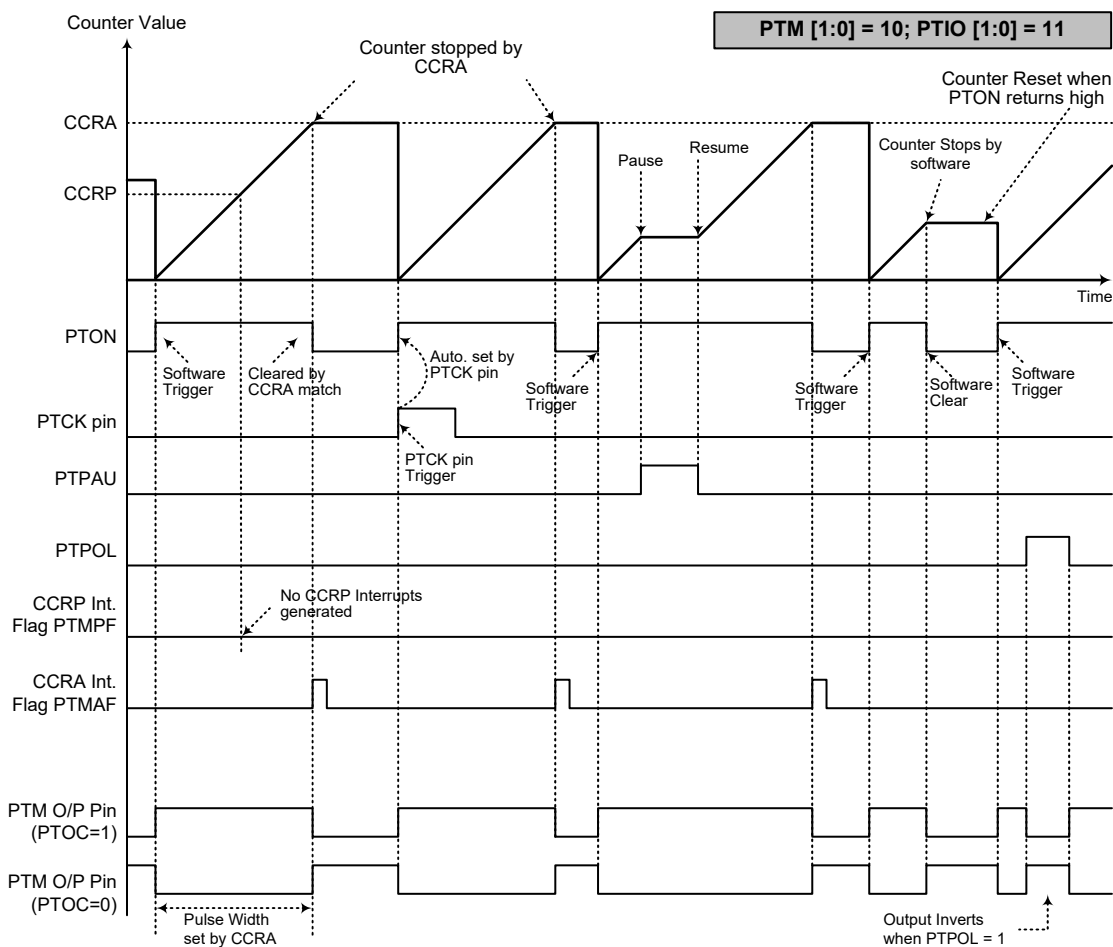 Counter Value
PTM [1:0] = 10; PTIO [1:0] = 11
Counter stopped by
CCRA
Counter Reset when
PTON returns high
CCRA
CCRP
Pause
Resume
Counter Stops by
software
Time
PTON
Software
Trigger
Cleared by
CCRA match
Auto. set by
PTCK pin
Software
Trigger
Software
Trigger
Software
Clear
Software
Trigger
PTCK pin
PTCK pin
Trigger
PTPAU
PTPOL
CCRP Int.
Flag PTMPF
No CCRP Interrupts
generated
CCRA Int.
Flag PTMAF
PTM O/P Pin
(PTOC=1)
PTM O/P Pin
(PTOC=0)
Pulse Width
set by CCRA
Output Inverts
when PTPOL = 1